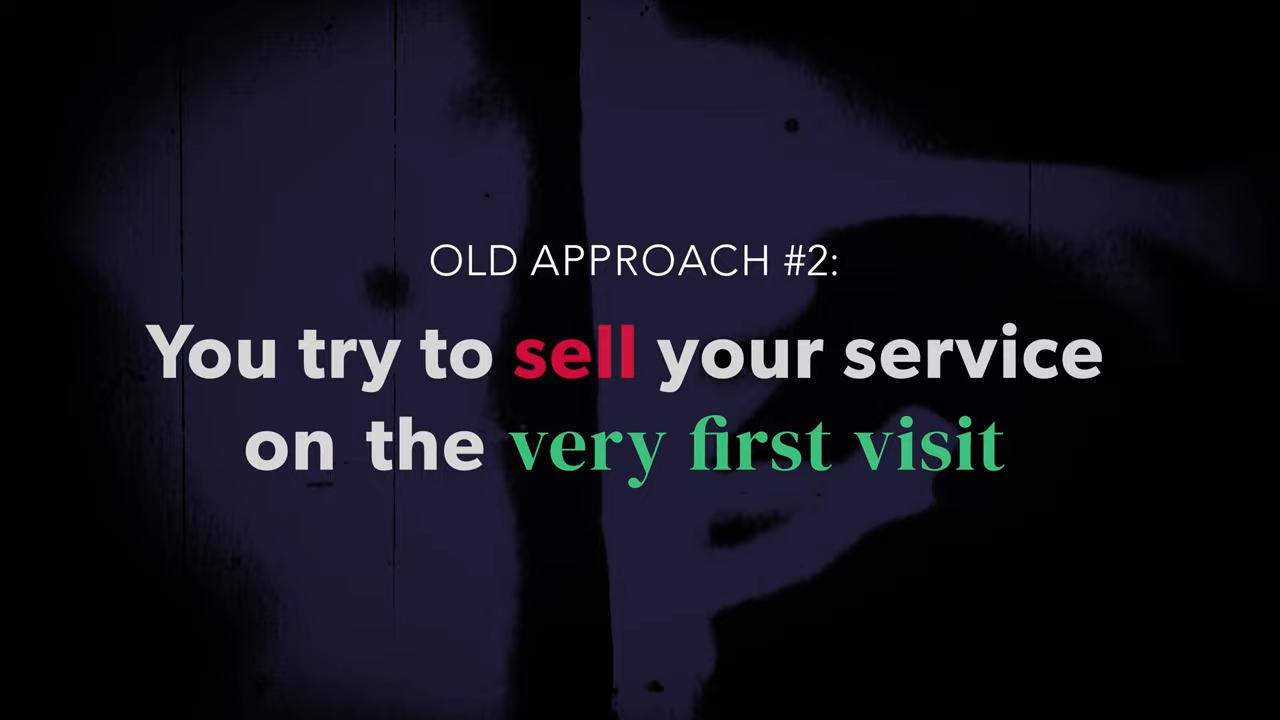 OLD APPROACH #2:
You try to sell your service
on the very first visit